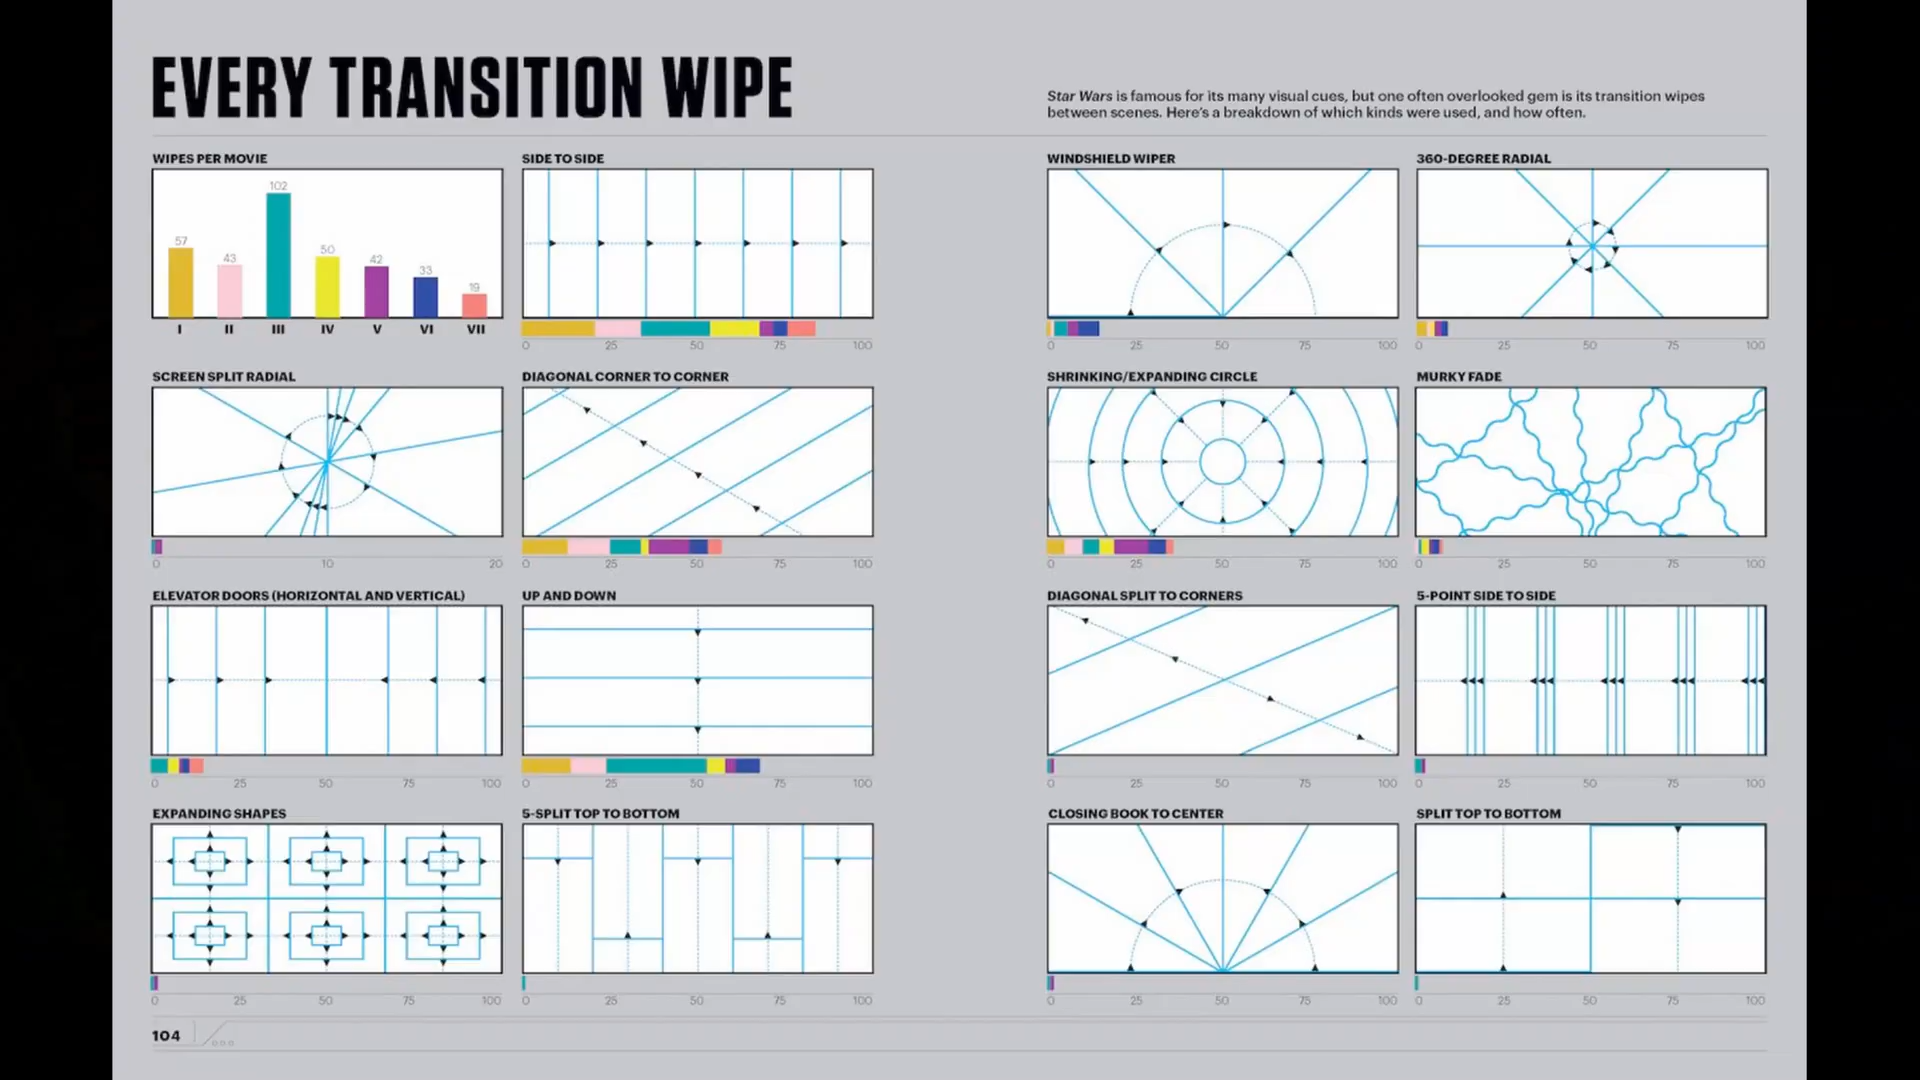 EVERY TRANSITION WIPE
Star Wars is famous for its many visual cues, but one often overlooked gem is its transition wipes
between scenes. Here's a breakdown of which kinds were used, and how often.
WIPES PER MOVIE
57
43
102
50
42
33
19
I II III IV V VI VII
SIDE TO SIDE
0 25 50 75 100
WINDSHIELD WIPER
0 25 50 75 100
360-DEGREE RADIAL
0 25 50 75 100
SCREEN SPLIT RADIAL
0 10 20
DIAGONAL CORNER TO CORNER
0 25 50 75 100
SHRINKING/EXPANDING CIRCLE
0 25 50 75 100
MURKY FADE
0 25 50 75 100
ELEVATOR DOORS (HORIZONTAL AND VERTICAL)
0 25 50 75 100
UP AND DOWN
0 25 50 75 100
DIAGONAL SPLIT TO CORNERS
0 25 50 75 100
5-POINT SIDE TO SIDE
0 25 50 75 100
EXPANDING SHAPES
0 25 50 75 100
5-SPLIT TOP TO BOTTOM
0 25 50 75 100
CLOSING BOOK TO CENTER
0 25 50 75 100
SPLIT TOP TO BOTTOM
0 25 50 75 100
104